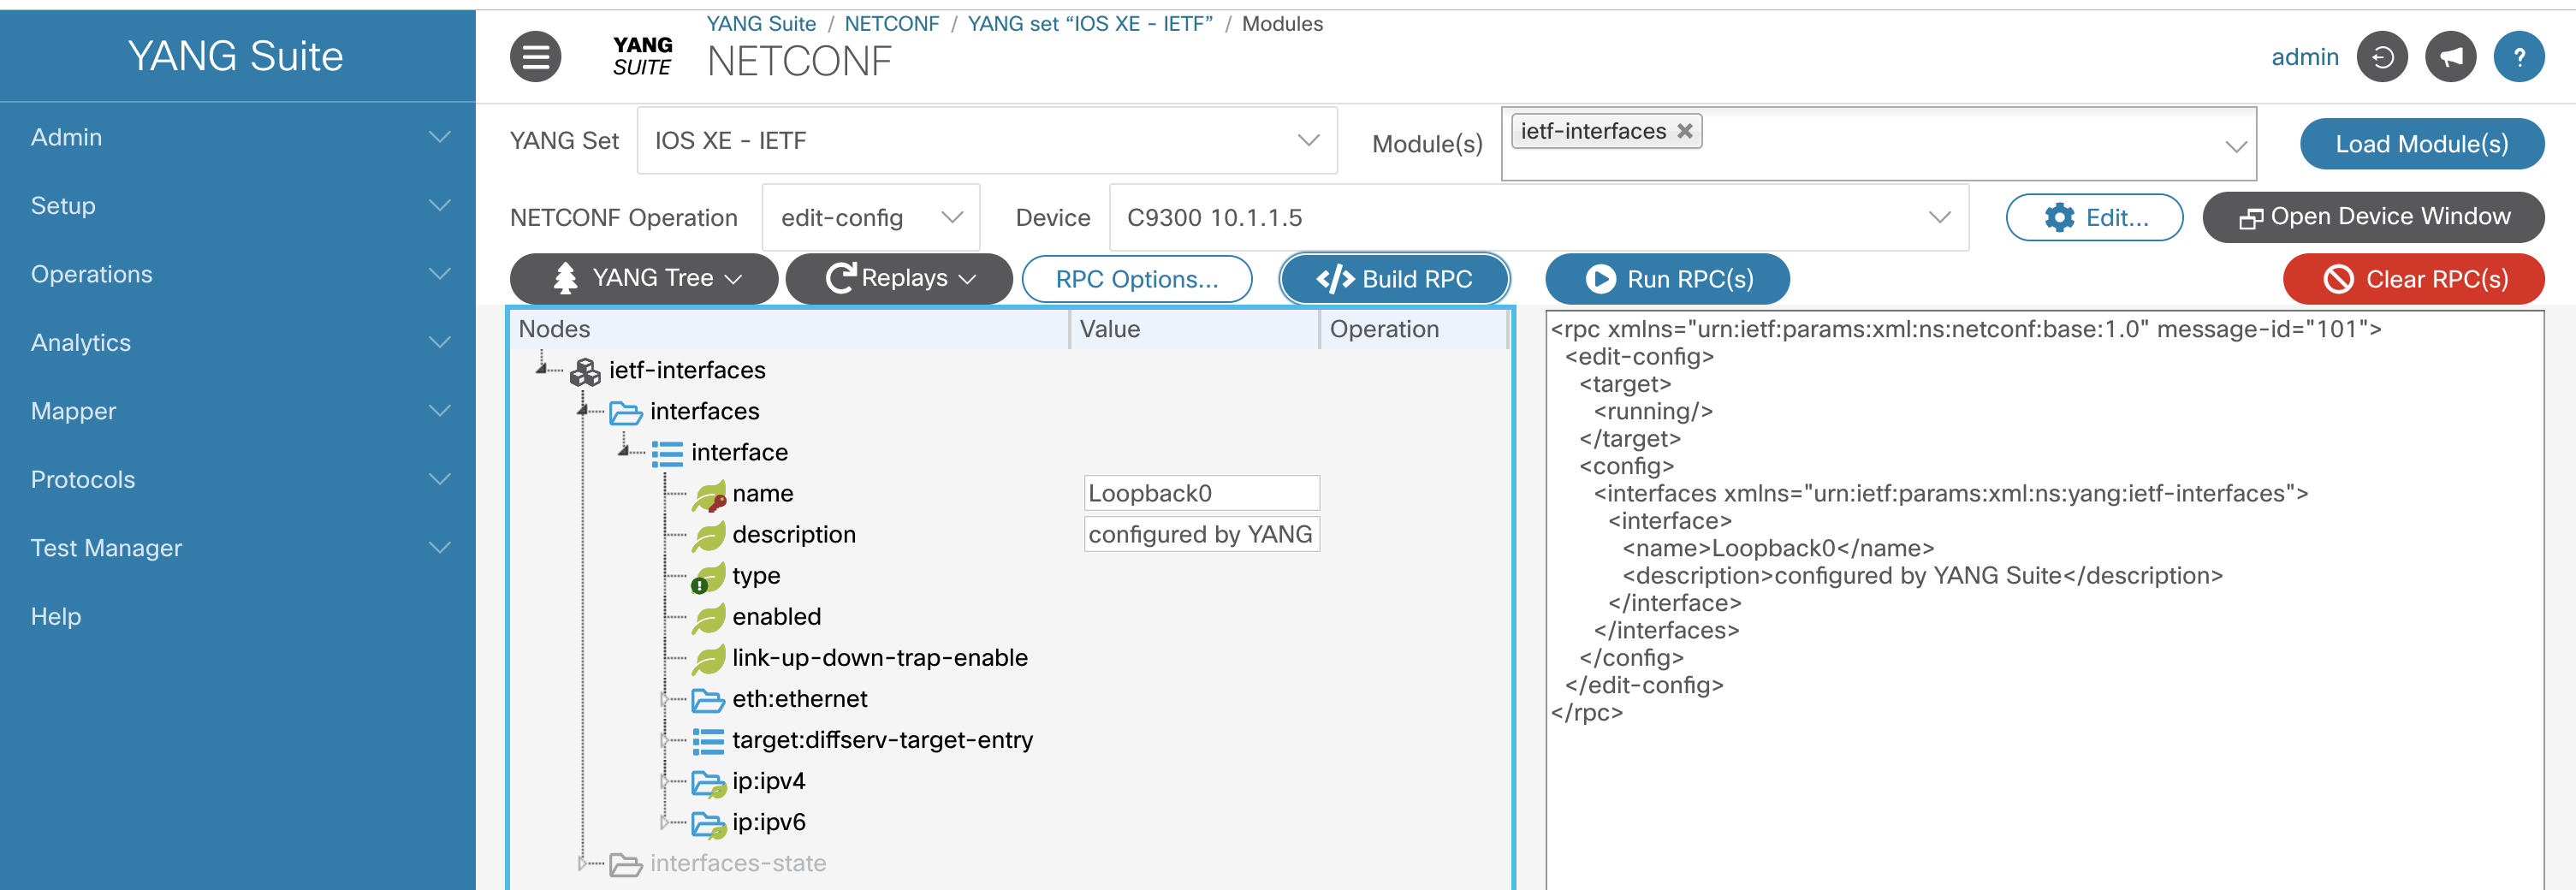 YANG Suite
Admin
Setup
Operations
Analytics
Mapper
Protocols
Test Manager
Help
YANG SUITE
YANG Suite / NETCONF / YANG set “IOS XE - IETF” / Modules
NETCONF
admin
?
YANG Set
IOS XE - IETF
Module(s)
ietf-interfaces
Load Module(s)
NETCONF Operation
edit-config
Device
C9300 10.1.1.5
Edit...
Open Device Window
YANG Tree
Replays
RPC Options...
</> Build RPC
Run RPC(s)
Clear RPC(s)
Nodes Value Operation
ietf-interfaces
interfaces
interface
name Loopback0
description configured by YANG
type
enabled
link-up-down-trap-enable
eth:ethernet
target:diffserv-target-entry
ip:ipv4
ip:ipv6
interfaces-state
<rpc xmlns="urn:ietf:params:xml:ns:netconf:base:1.0" message-id="101">
<edit-config>
<target>
<running/>
</target>
<config>
<interfaces xmlns="urn:ietf:params:xml:ns:yang:ietf-interfaces">
<interface>
<name>Loopback0</name>
<description>configured by YANG Suite</description>
</interface>
</interfaces>
</config>
</edit-config>
</rpc>